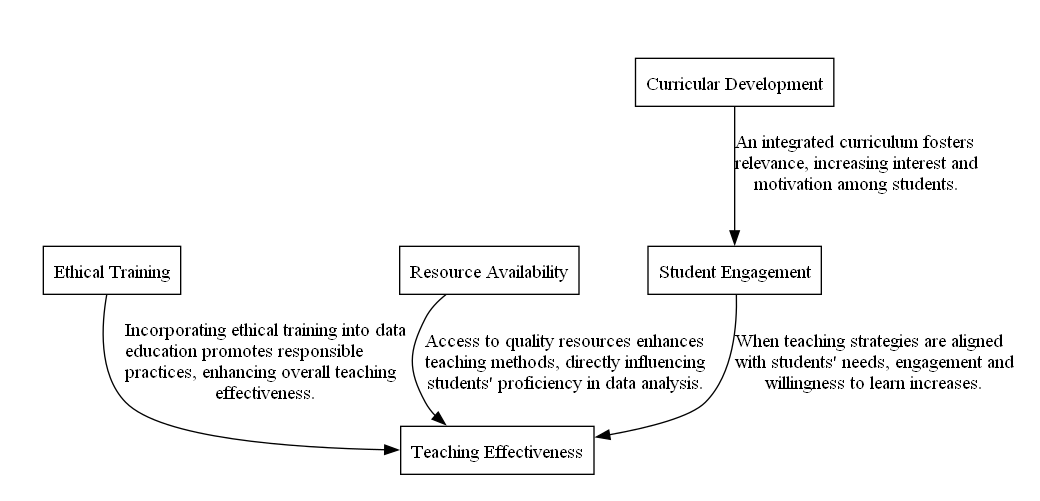 Curricular Development
An integrated curriculum fosters
relevance, increasing interest and
motivation among students.
Ethical Training
Resource Availability
Student Engagement
Incorporating ethical training into data
education promotes responsible
practices, enhancing overall teaching
effectiveness.
Access to quality resources enhances
teaching methods, directly influencing
students' proficiency in data analysis.
When teaching strategies are aligned
with students' needs, engagement and
willingness to learn increases.
Teaching Effectiveness